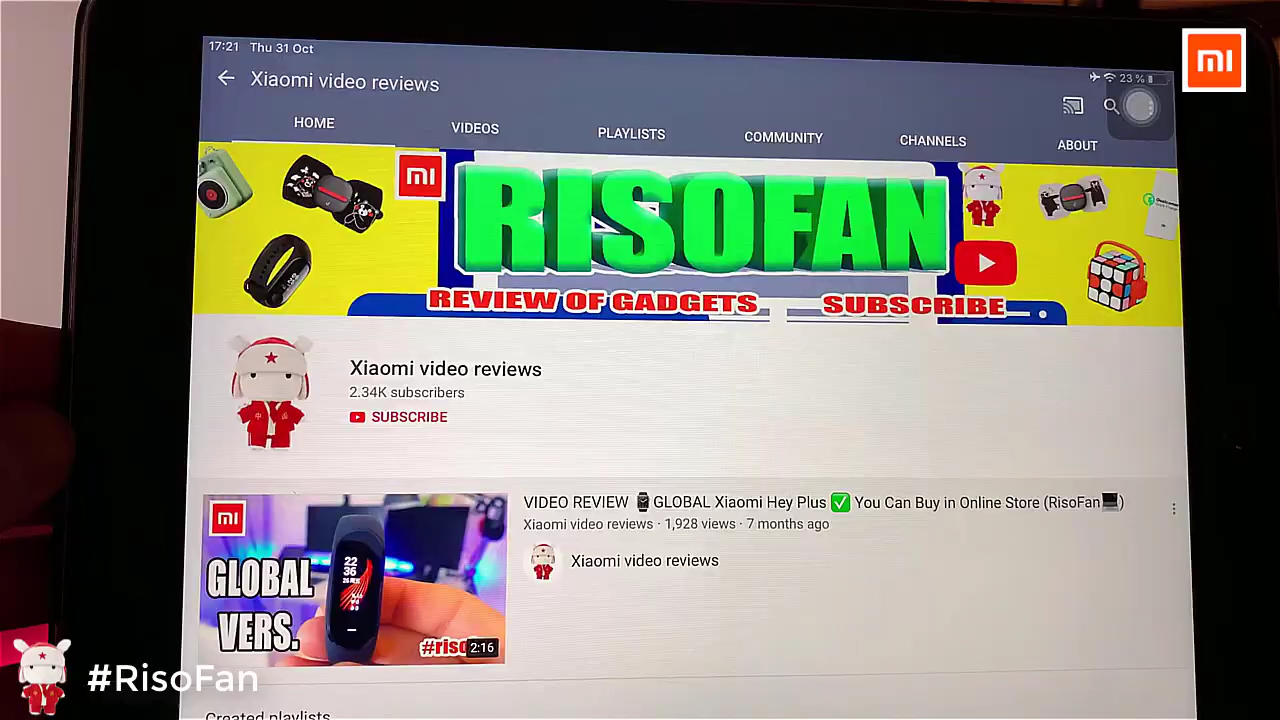 17:21 Thu 31 Oct
23 %
mi
← Xiaomi video reviews
HOME VIDEOS PLAYLISTS COMMUNITY CHANNELS ABOUT
mi
RISOFAN
REVIEW OF GADGETS SUBSCRIBE
Xiaomi video reviews
2.34K subscribers
SUBSCRIBE
VIDEO REVIEW ⌚GLOBAL Xiaomi Hey Plus ✅ You Can Buy in Online Store (RisoFan💻)
Xiaomi video reviews · 1,928 views · 7 months ago
Xiaomi video reviews
mi
GLOBAL
VERS.
22
36
2:16
#RisoFan
Created playlists